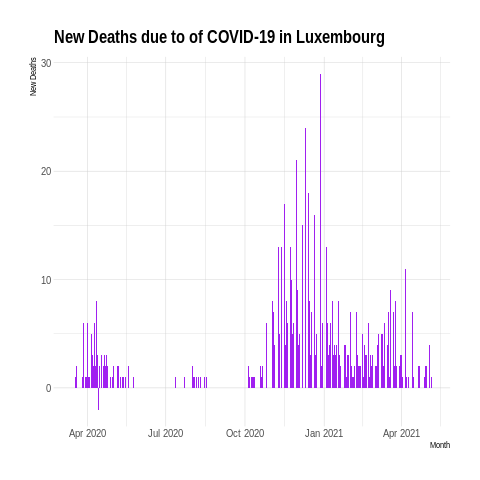 New Deaths due to of COVID-19 in Luxembourg
New Deaths
30
20
10
0
Apr 2020 Jul 2020 Oct 2020 Jan 2021 Apr 2021
Month